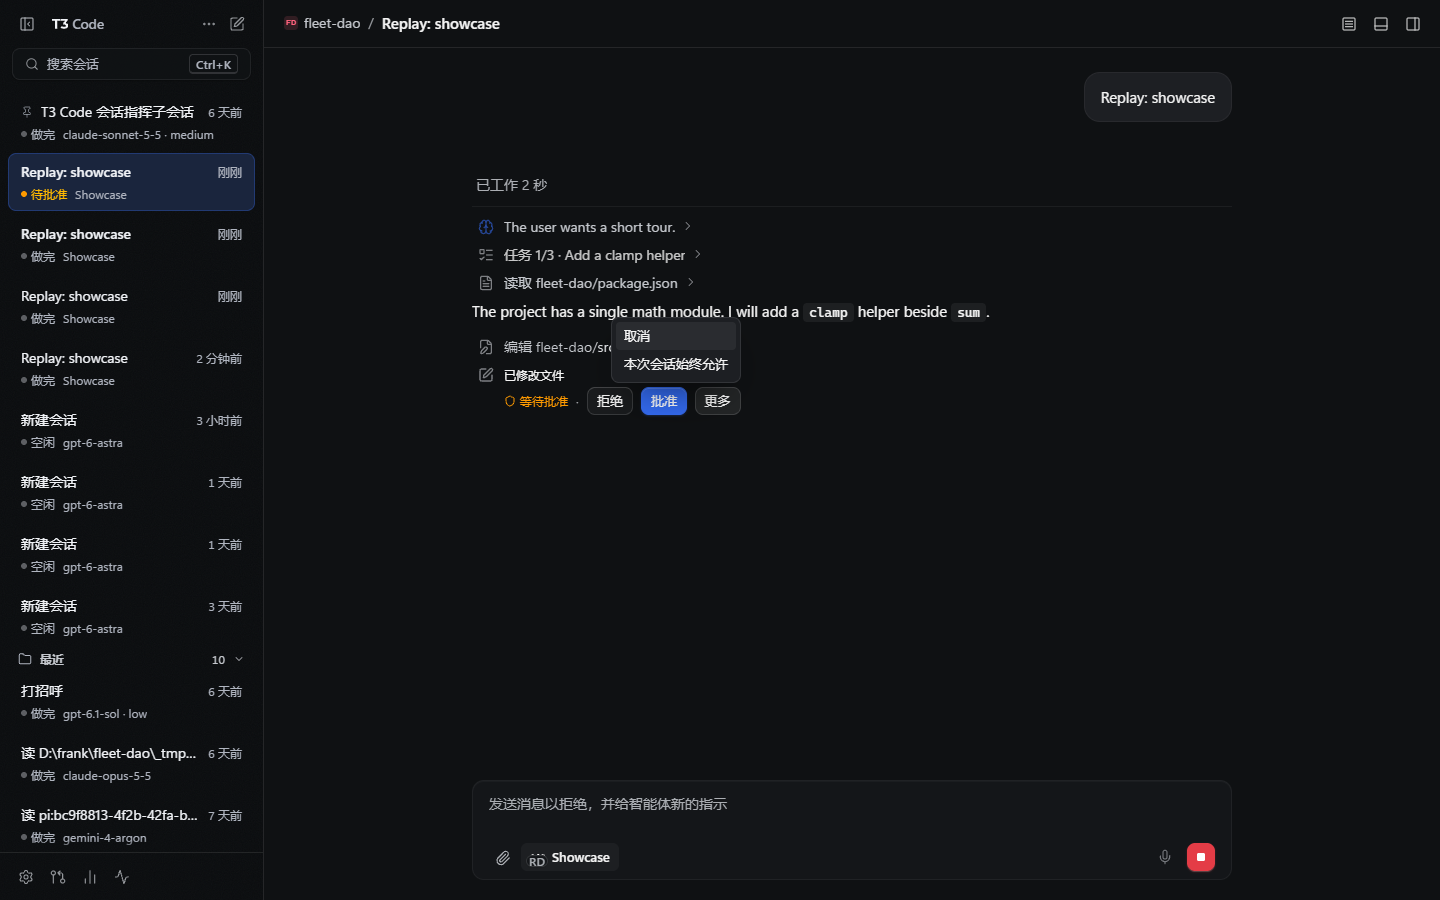 T3 Code
搜索会话 Ctrl+K
T3 Code 会话指挥子会话 6 天前
做完 claude-sonnet-5-5 · medium
Replay: showcase 刚刚
待批准 Showcase
Replay: showcase 刚刚
做完 Showcase
Replay: showcase 刚刚
做完 Showcase
Replay: showcase 2 分钟前
做完 Showcase
新建会话 3 小时前
空闲 gpt-6-astra
新建会话 1 天前
空闲 gpt-6-astra
新建会话 1 天前
空闲 gpt-6-astra
新建会话 3 天前
空闲 gpt-6-astra
最近 10
打招呼 6 天前
做完 gpt-6.1-sol · low
读 D:\frank\fleet-dao\_tmp... 6 天前
做完 claude-opus-5-5
读 pi:bc9f8813-4f2b-42fa-b... 7 天前
做完 gemini-4-argon
FD fleet-dao / Replay: showcase
Replay: showcase
已工作 2 秒
The user wants a short tour.
任务 1/3 · Add a clamp helper
读取 fleet-dao/package.json
The project has a single math module. I will add a clamp helper beside sum.
编辑 fleet-dao/src
取消
本次会话始终允许
已修改文件
等待批准 · 拒绝 批准 更多
发送消息以拒绝，并给智能体新的指示
RD Showcase